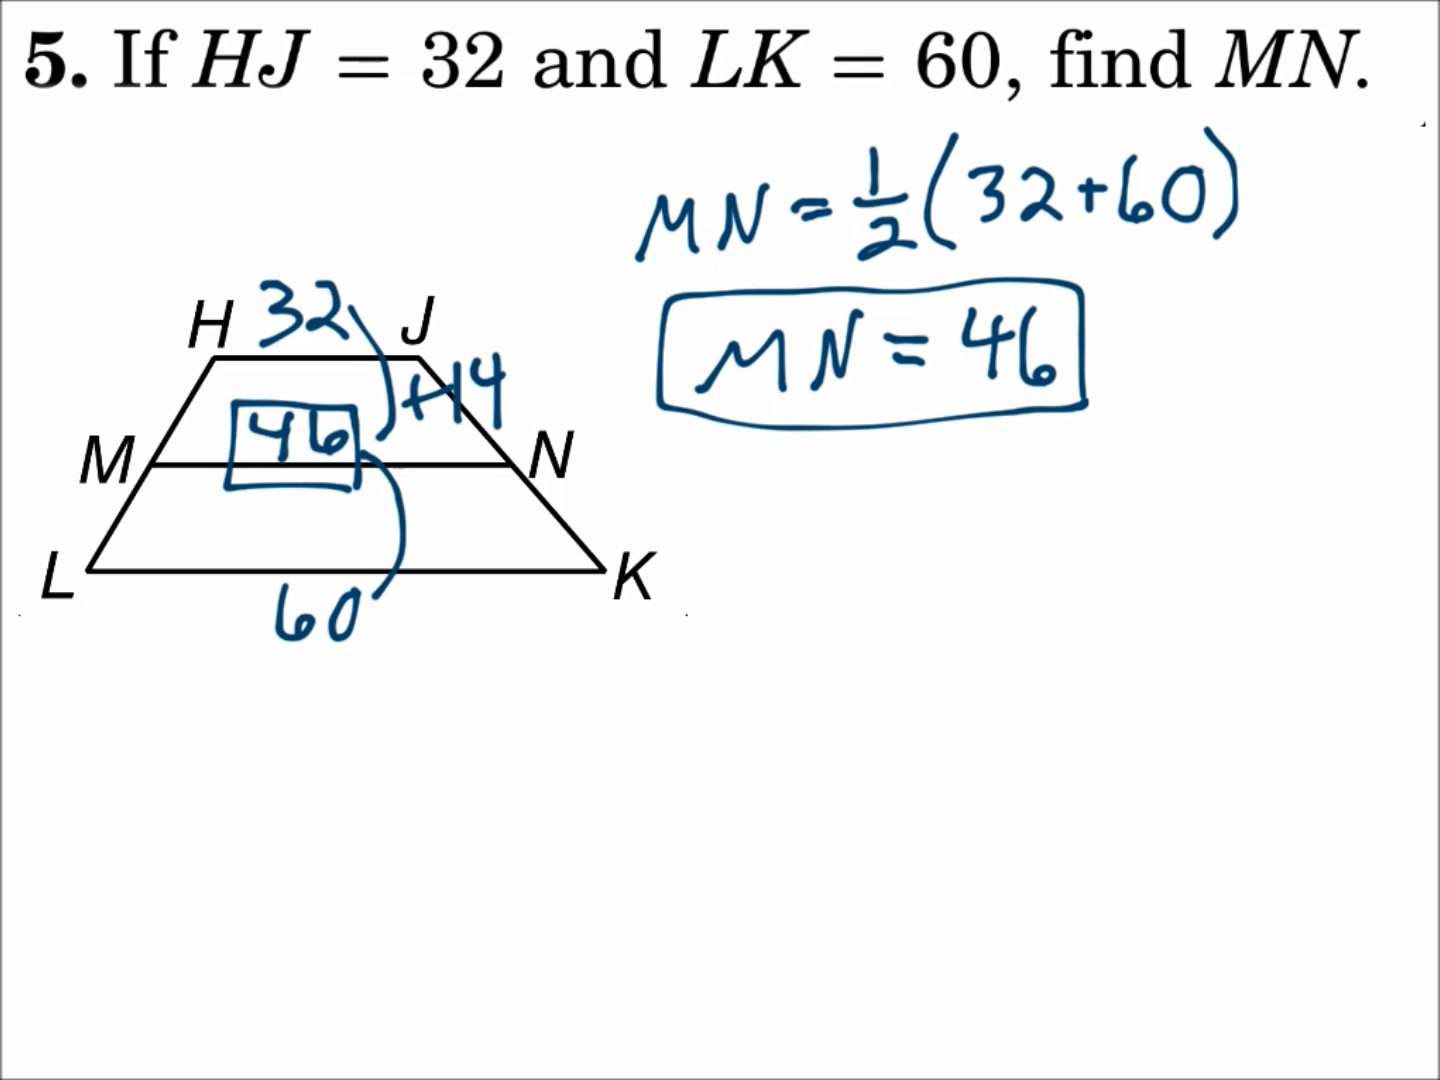 5. If HJ = 32 and LK = 60, find MN.
MN = 1/2 (32+60)
MN = 46
H 32 J
+14
46
M N
L K
60